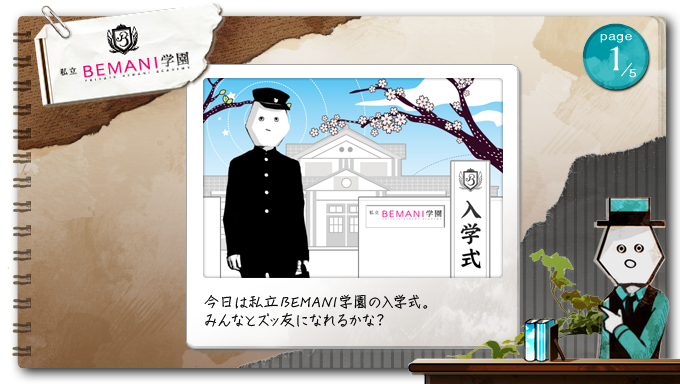 私立 BEMANI学園
PRIVATE BEMANI ACADEMY
page
1/5
私立 BEMANI学園
入学式
今日は私立BEMANI学園の入学式。
みんなとズッ友になれるかな?